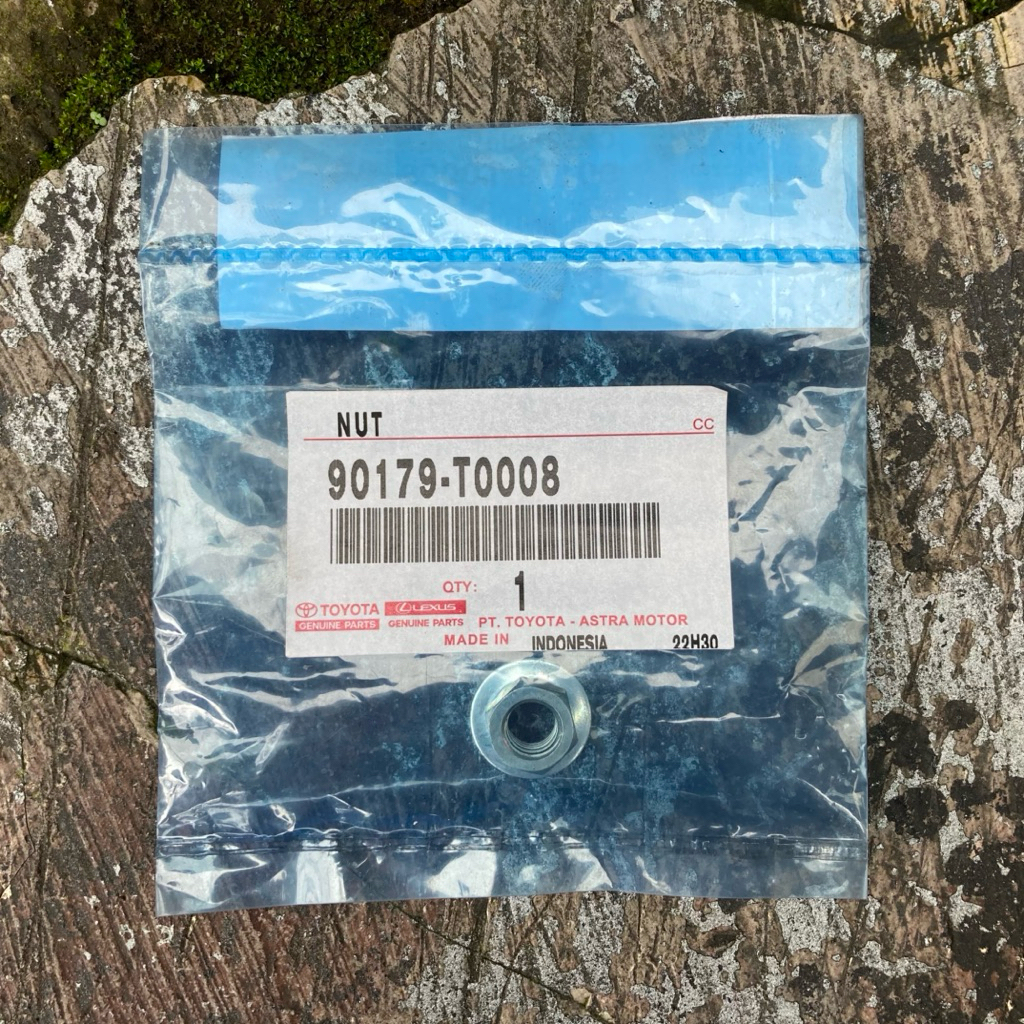 NUT
CC
90179-T0008
QTY: 1
TOYOTA LEXUS
GENUINE PARTS GENUINE PARTS PT. TOYOTA - ASTRA MOTOR
MADE IN INDONESIA 22H30